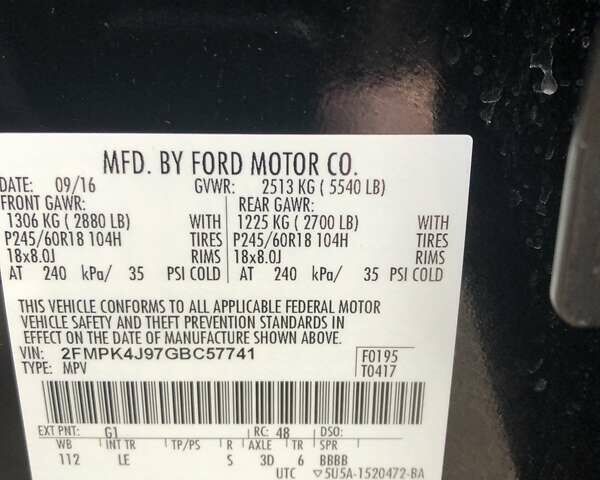 MFD. BY FORD MOTOR CO.
DATE: 09/16 GVWR: 2513 KG ( 5540 LB)
FRONT GAWR: REAR GAWR:
1306 KG ( 2880 LB) WITH 1225 KG ( 2700 LB) WITH
P245/60R18 104H TIRES P245/60R18 104H TIRES
18x8.0J RIMS 18x8.0J RIMS
AT 240 kPa/ 35 PSI COLD AT 240 kPa/ 35 PSI COLD
THIS VEHICLE CONFORMS TO ALL APPLICABLE FEDERAL MOTOR
VEHICLE SAFETY AND THEFT PREVENTION STANDARDS IN
EFFECT ON THE DATE OF MANUFACTURE SHOWN ABOVE.
VIN: 2FMPK4J97GBC57741 F0195
TYPE: MPV T0417
EXT PNT: G1 RC: 48 DSO:
WB INT TR TP/PS R AXLE TR SPR
112 LE S 3D 6 BBBB
UTC ▽5U5A-1520472-BA